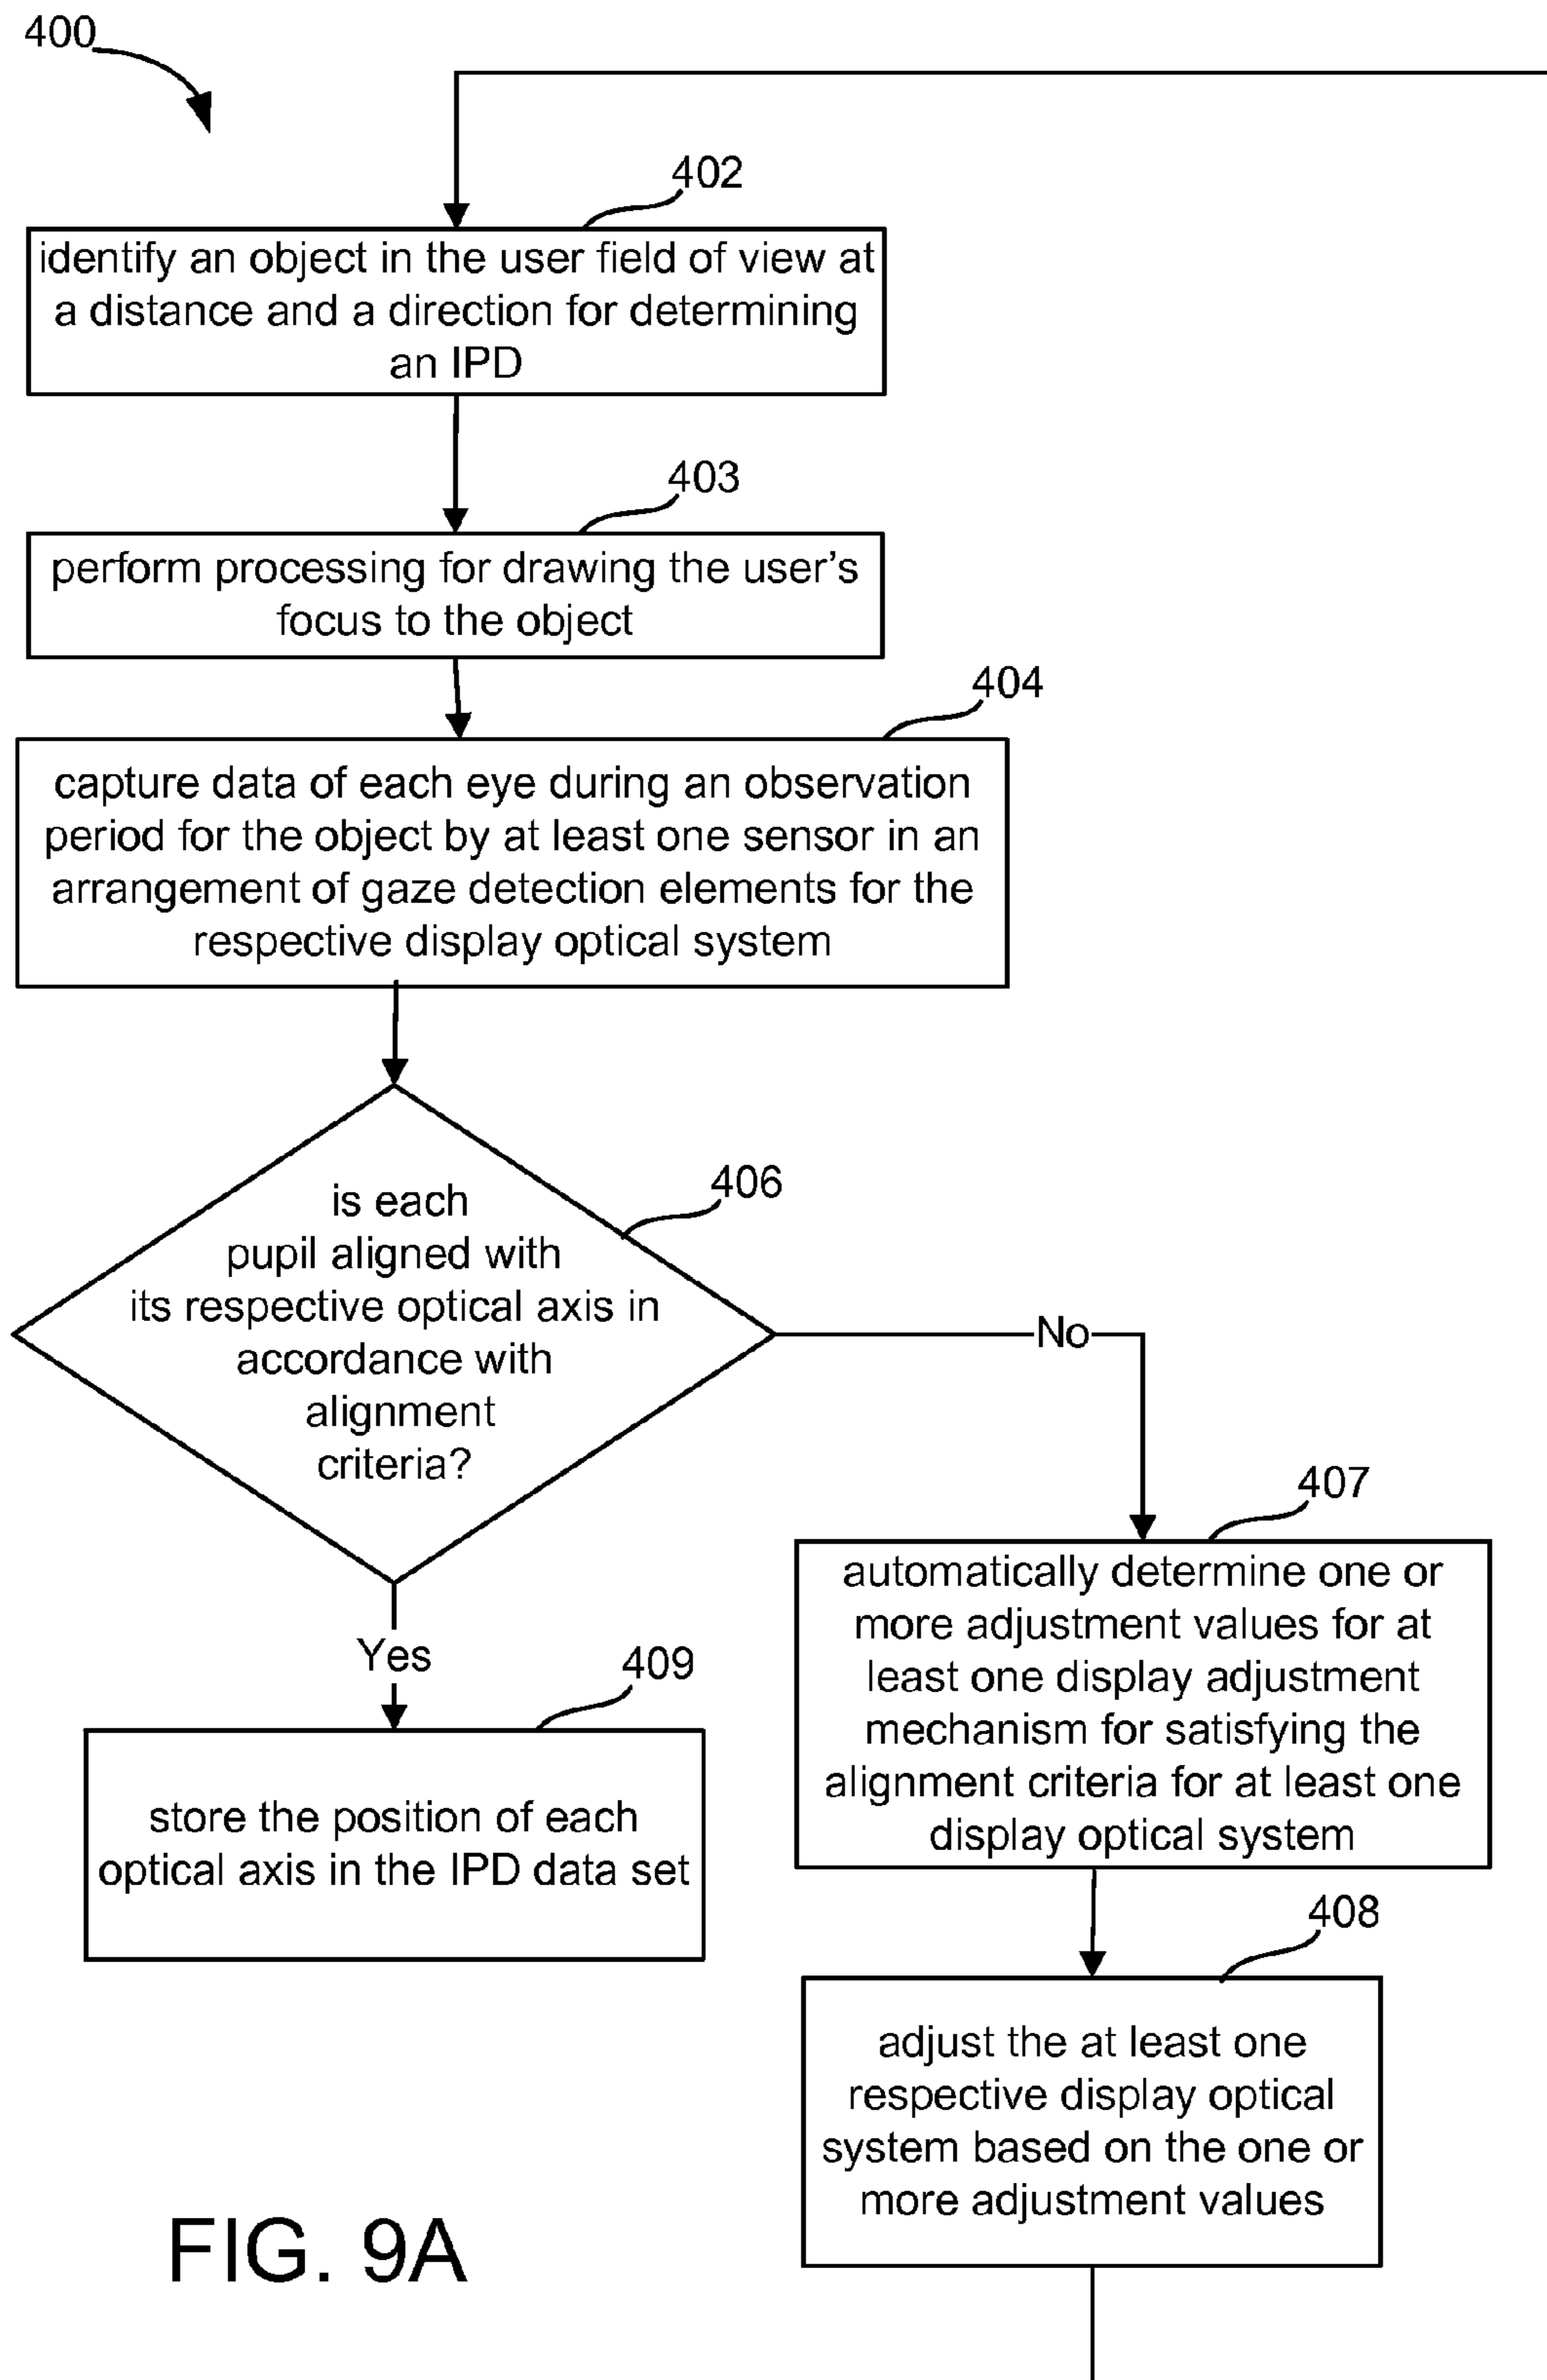 400
402
identify an object in the user field of view at
a distance and a direction for determining
an IPD
403
perform processing for drawing the user's
focus to the object
404
capture data of each eye during an observation
period for the object by at least one sensor in an
arrangement of gaze detection elements for the
respective display optical system
406
is each
pupil aligned with
its respective optical axis in
accordance with
alignment
criteria?
No
Yes
407
automatically determine one or
more adjustment values for at
least one display adjustment
mechanism for satisfying the
alignment criteria for at least one
display optical system
409
store the position of each
optical axis in the IPD data set
408
adjust the at least one
respective display optical
system based on the one or
more adjustment values
FIG. 9A